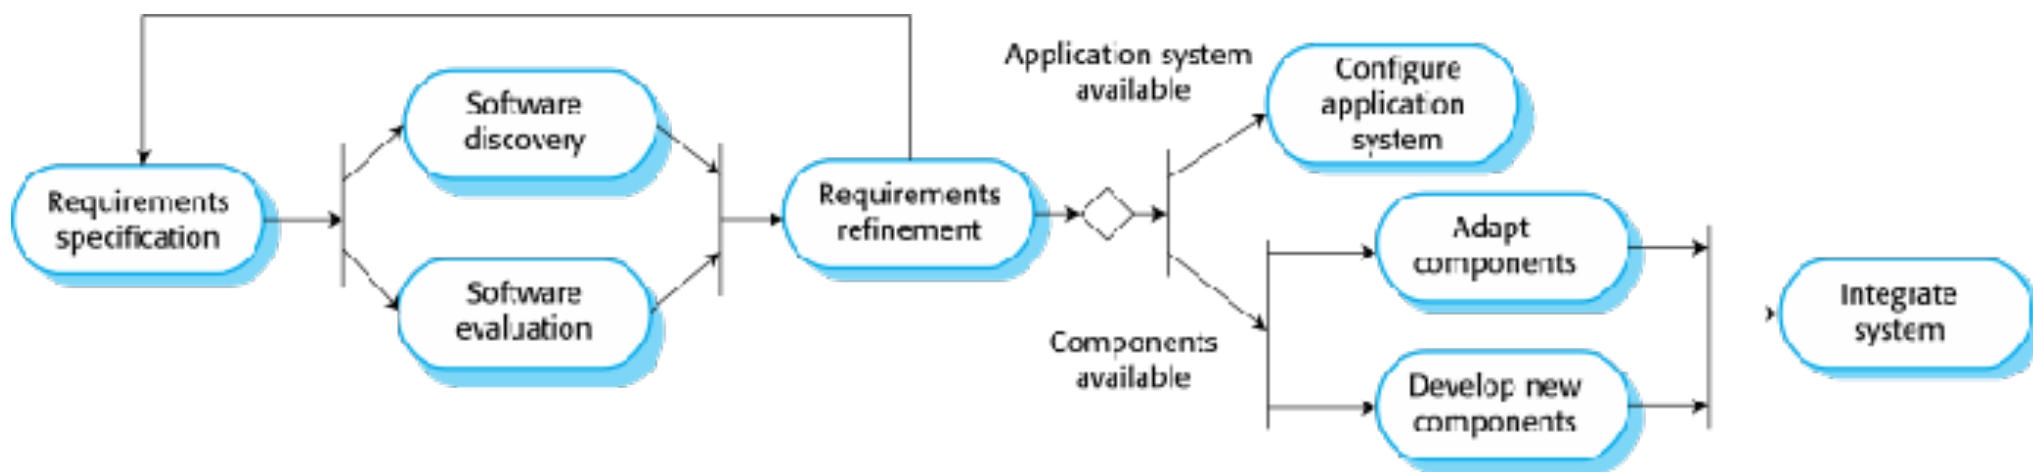 Requirements
specification
Software
discovery
Software
evaluation
Requirements
refinement
Application system
available
Configure
application
system
Components
available
Adapt
components
Develop new
components
Integrate
system